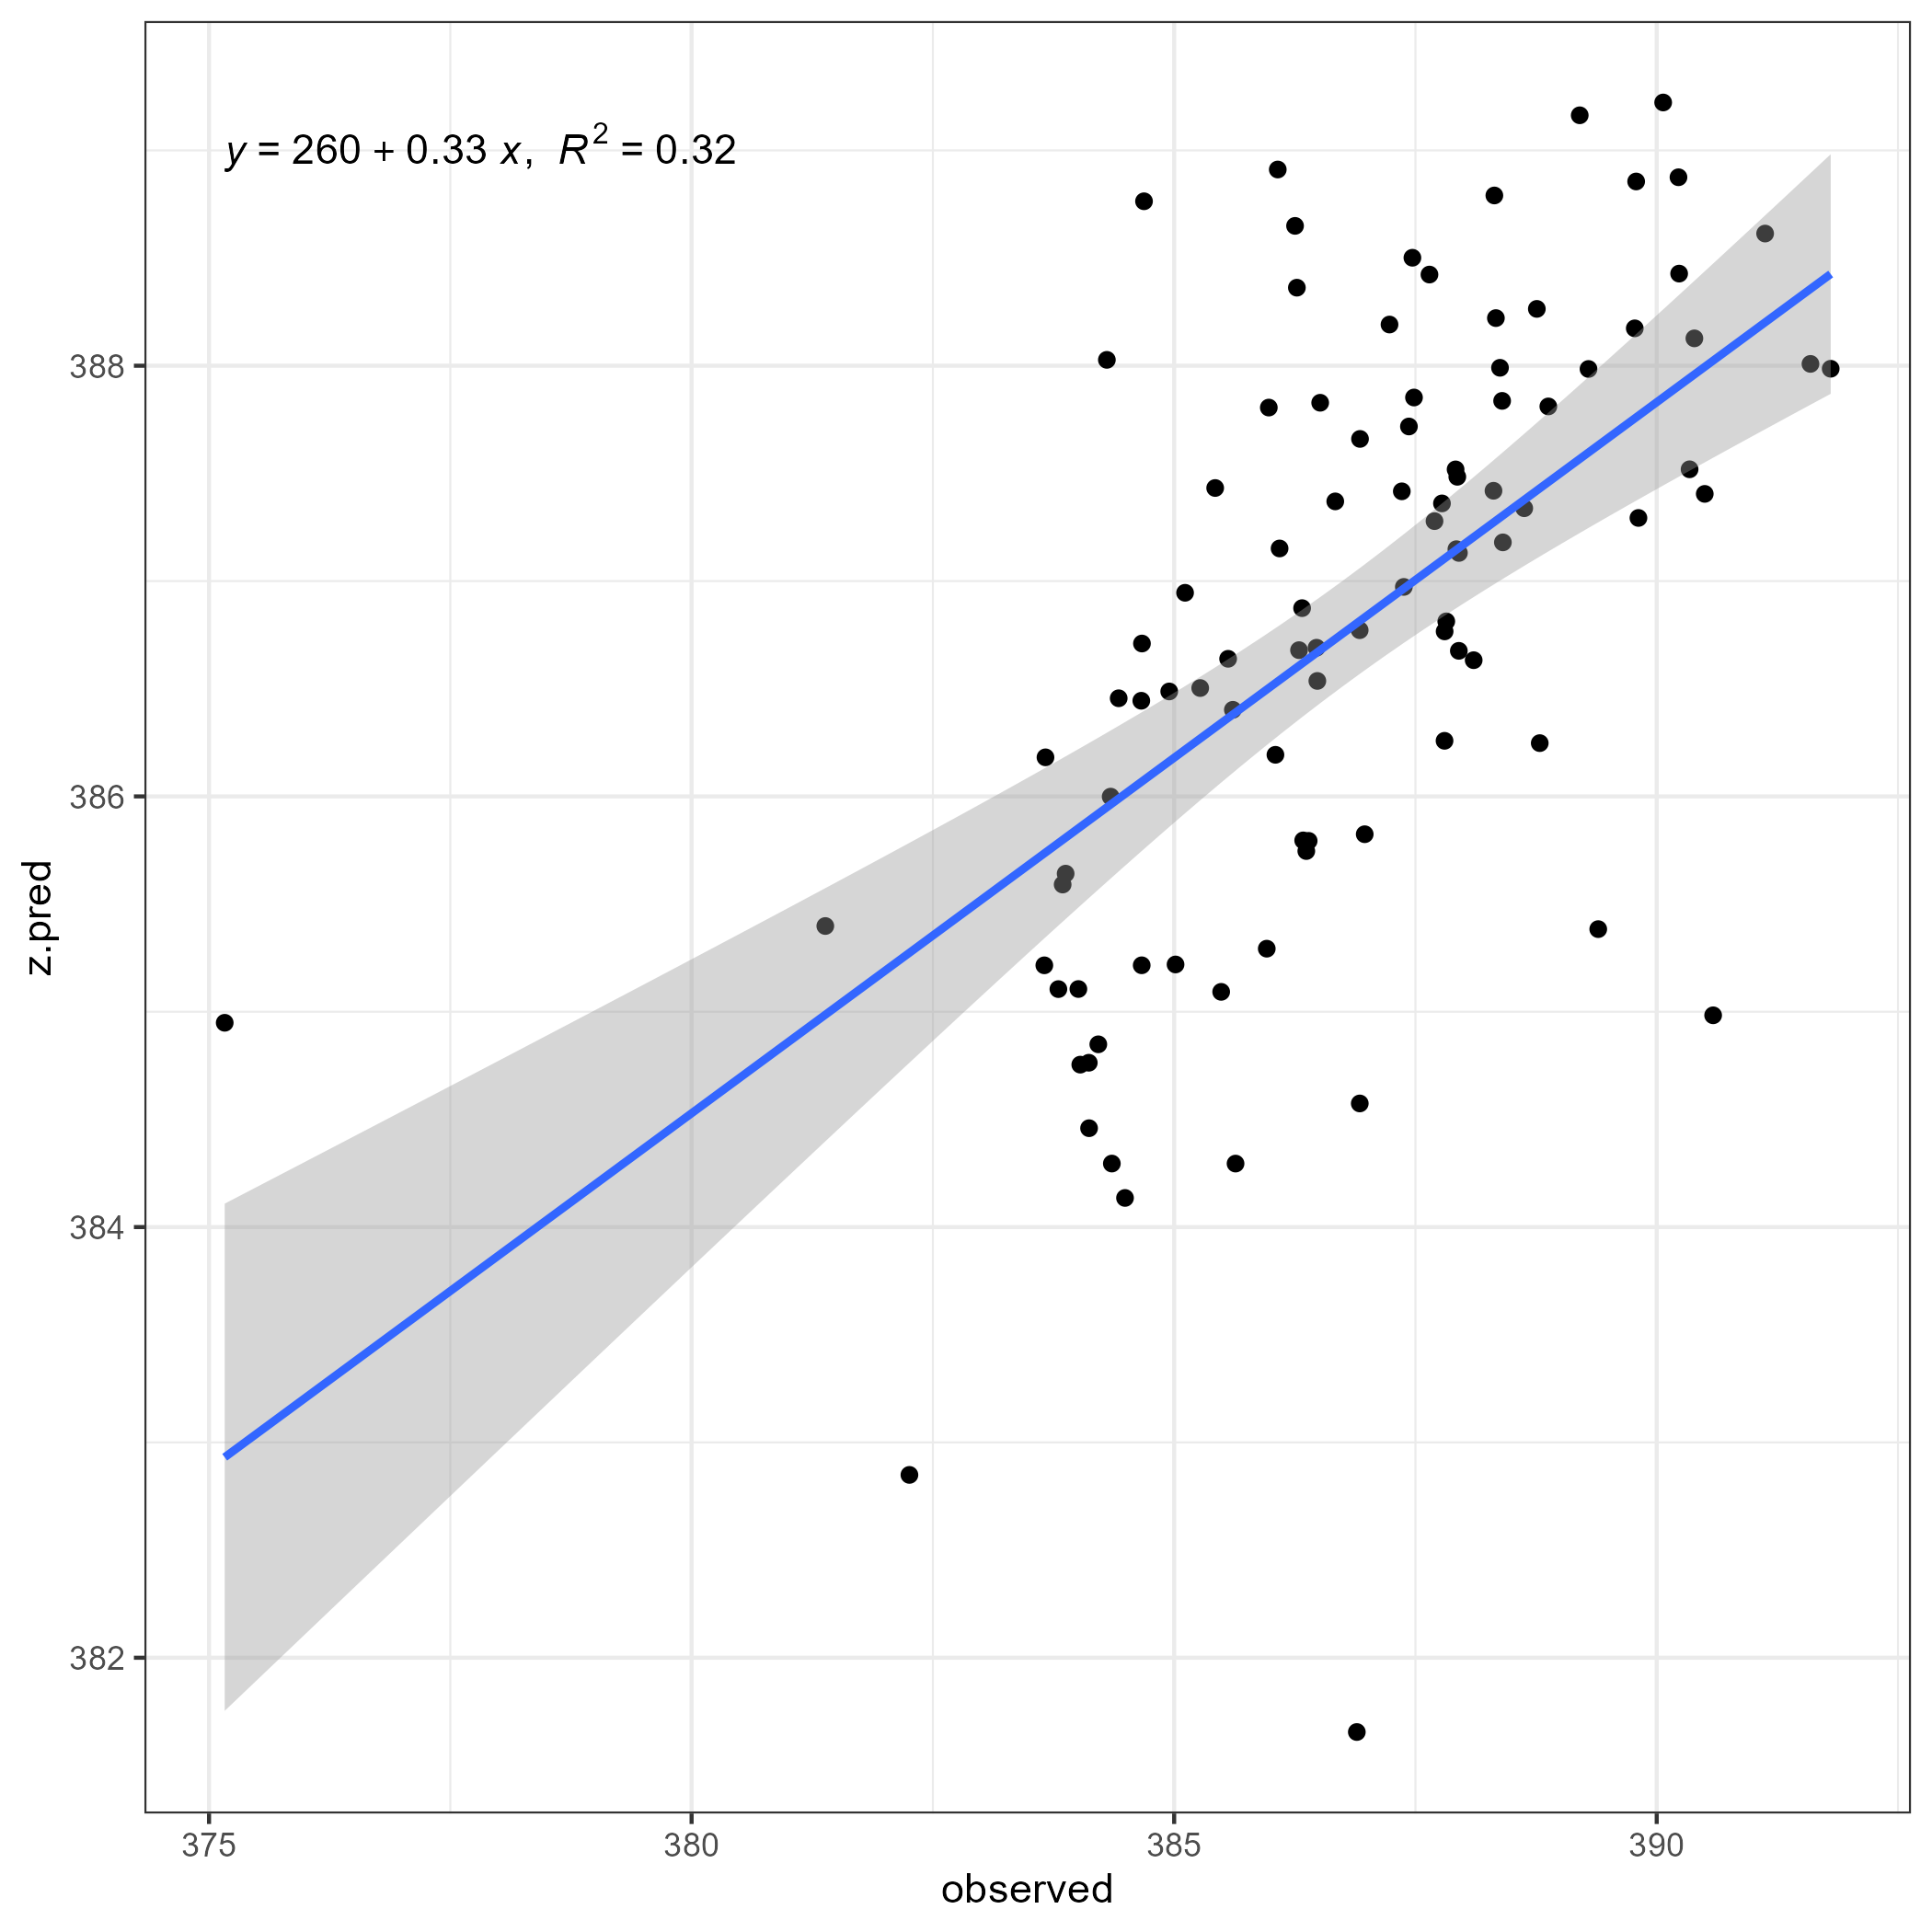 y = 260 + 0.33 x, R² = 0.32
388
386
384
382
z.pred
375 380 385 390
observed